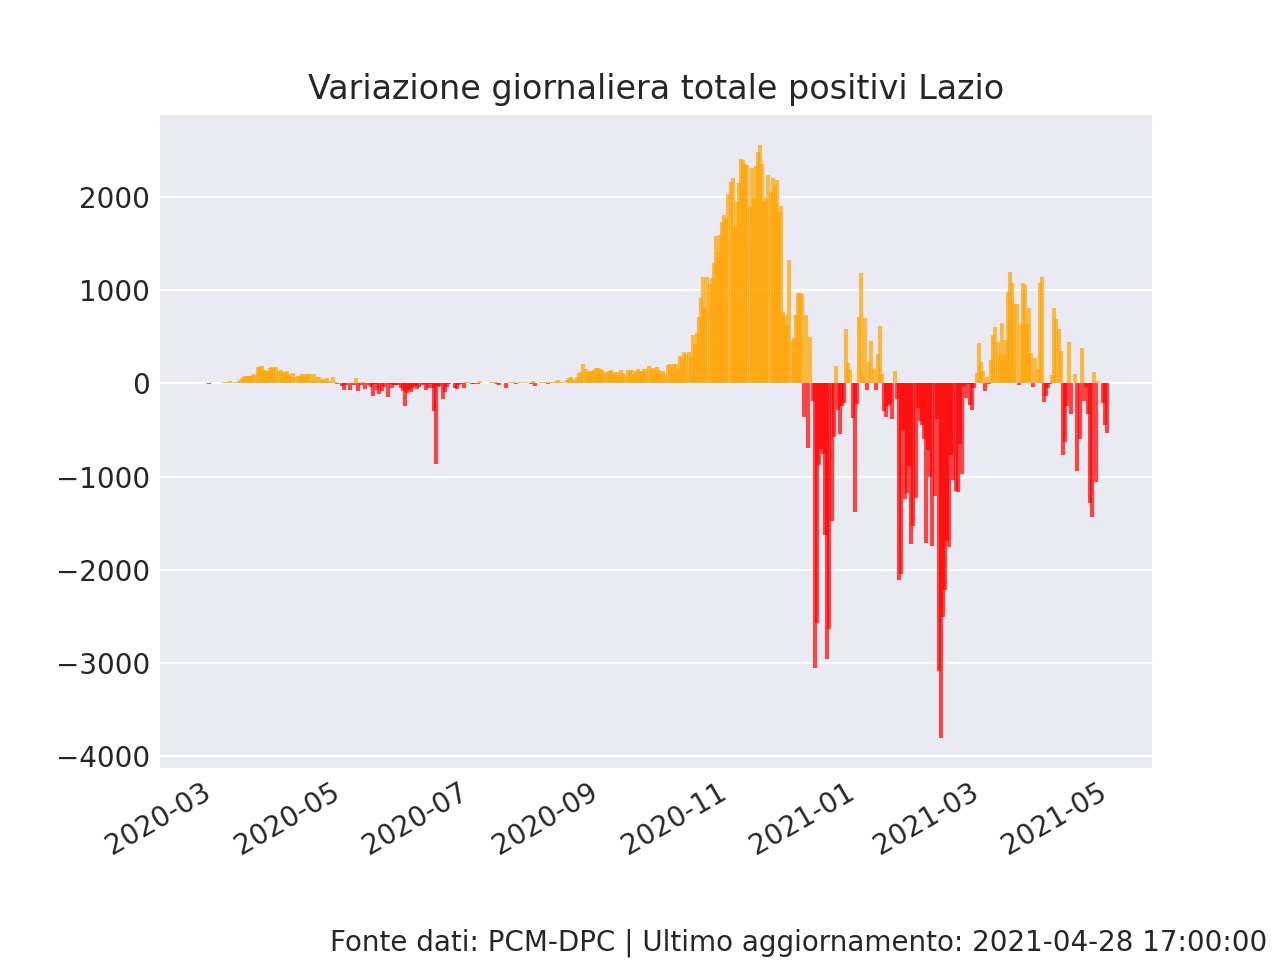 Variazione giornaliera totale positivi Lazio
2000
1000
0
−1000
−2000
−3000
−4000
2020-03 2020-05 2020-07 2020-09 2020-11 2021-01 2021-03 2021-05
Fonte dati: PCM-DPC | Ultimo aggiornamento: 2021-04-28 17:00:00